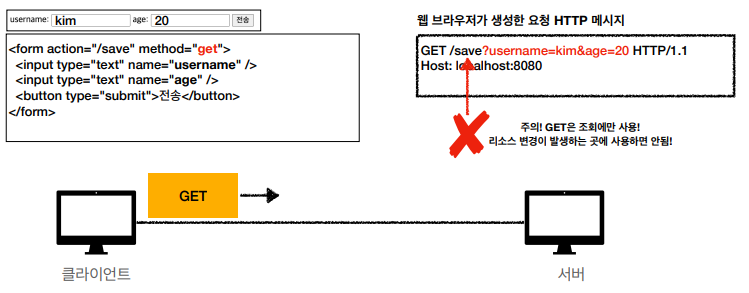 username: kim age: 20 전송
<form action="/save" method="get">
<input type="text" name="username" />
<input type="text" name="age" />
<button type="submit">전송</button>
</form>
웹 브라우저가 생성한 요청 HTTP 메시지
GET /save?username=kim&age=20 HTTP/1.1
Host: localhost:8080
주의! GET은 조회에만 사용!
리소스 변경이 발생하는 곳에 사용하면 안됨!
GET
클라이언트
서버